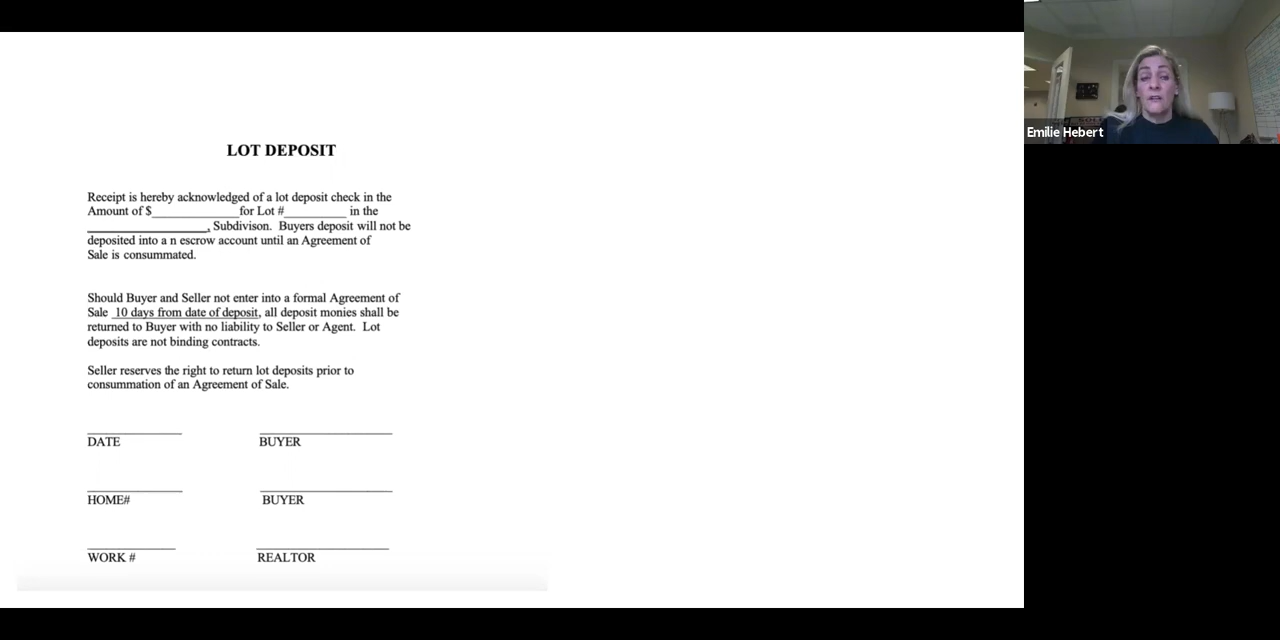 LOT DEPOSIT
Receipt is hereby acknowledged of a lot deposit check in the
Amount of $______________for Lot #__________ in the
___________________, Subdivison. Buyers deposit will not be
deposited into a n escrow account until an Agreement of
Sale is consummated.
Should Buyer and Seller not enter into a formal Agreement of
Sale 10 days from date of deposit, all deposit monies shall be
returned to Buyer with no liability to Seller or Agent. Lot
deposits are not binding contracts.
Seller reserves the right to return lot deposits prior to
consummation of an Agreement of Sale.
DATE BUYER
HOME# BUYER
WORK # REALTOR
Emilie Hebert